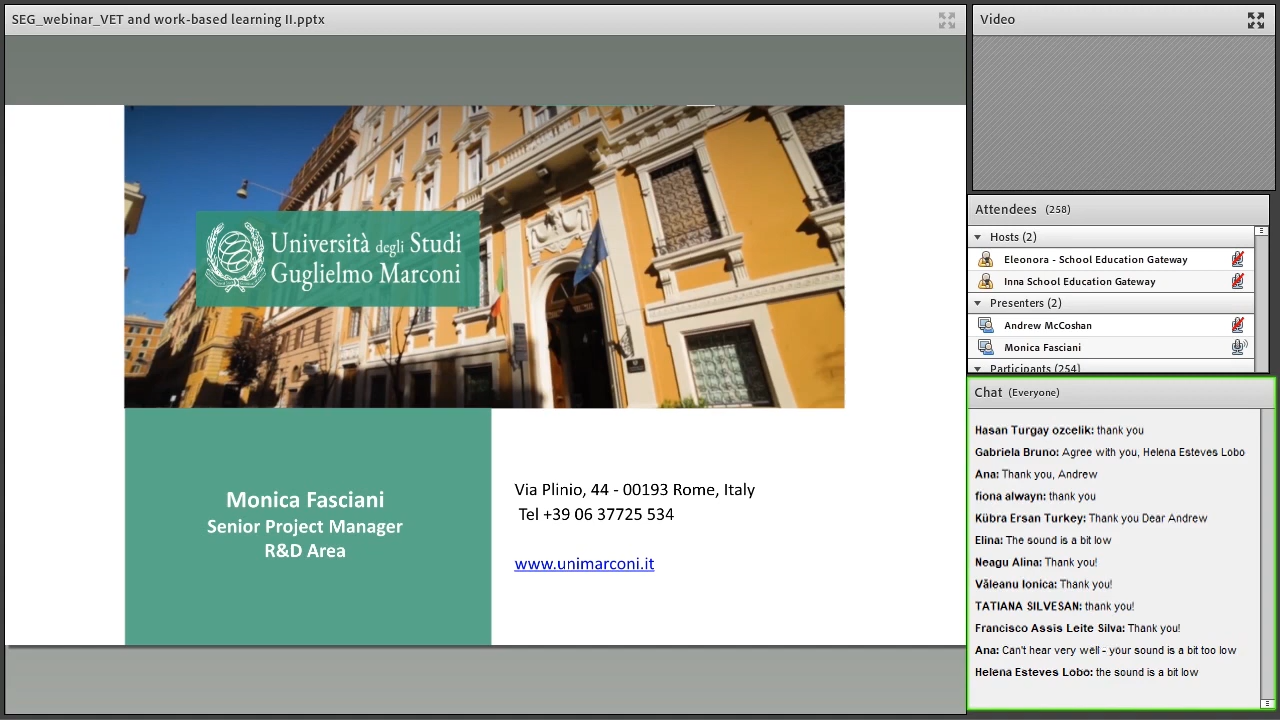 SEG_webinar_VET and work-based learning II.pptx
Università degli Studi
Guglielmo Marconi
Monica Fasciani
Senior Project Manager
R&D Area
Via Plinio, 44 - 00193 Rome, Italy
Tel +39 06 37725 534
www.unimarconi.it
Video
Attendees (258)
Hosts (2)
Eleonora - School Education Gateway
Inna School Education Gateway
Presenters (2)
Andrew McCoshan
Monica Fasciani
Participants (254)
Chat (Everyone)
Hasan Turgay ozcelik: thank you
Gabriela Bruno: Agree with you, Helena Esteves Lobo
Ana: Thank you, Andrew
fiona alwayn: thank you
Kübra Ersan Turkey: Thank you Dear Andrew
Elina: The sound is a bit low
Neagu Alina: Thank you!
Văleanu Ionica: Thank you!
TATIANA SILVESAN: thank you!
Francisco Assis Leite Silva: Thank you!
Ana: Can't hear very well - your sound is a bit too low
Helena Esteves Lobo: the sound is a bit low